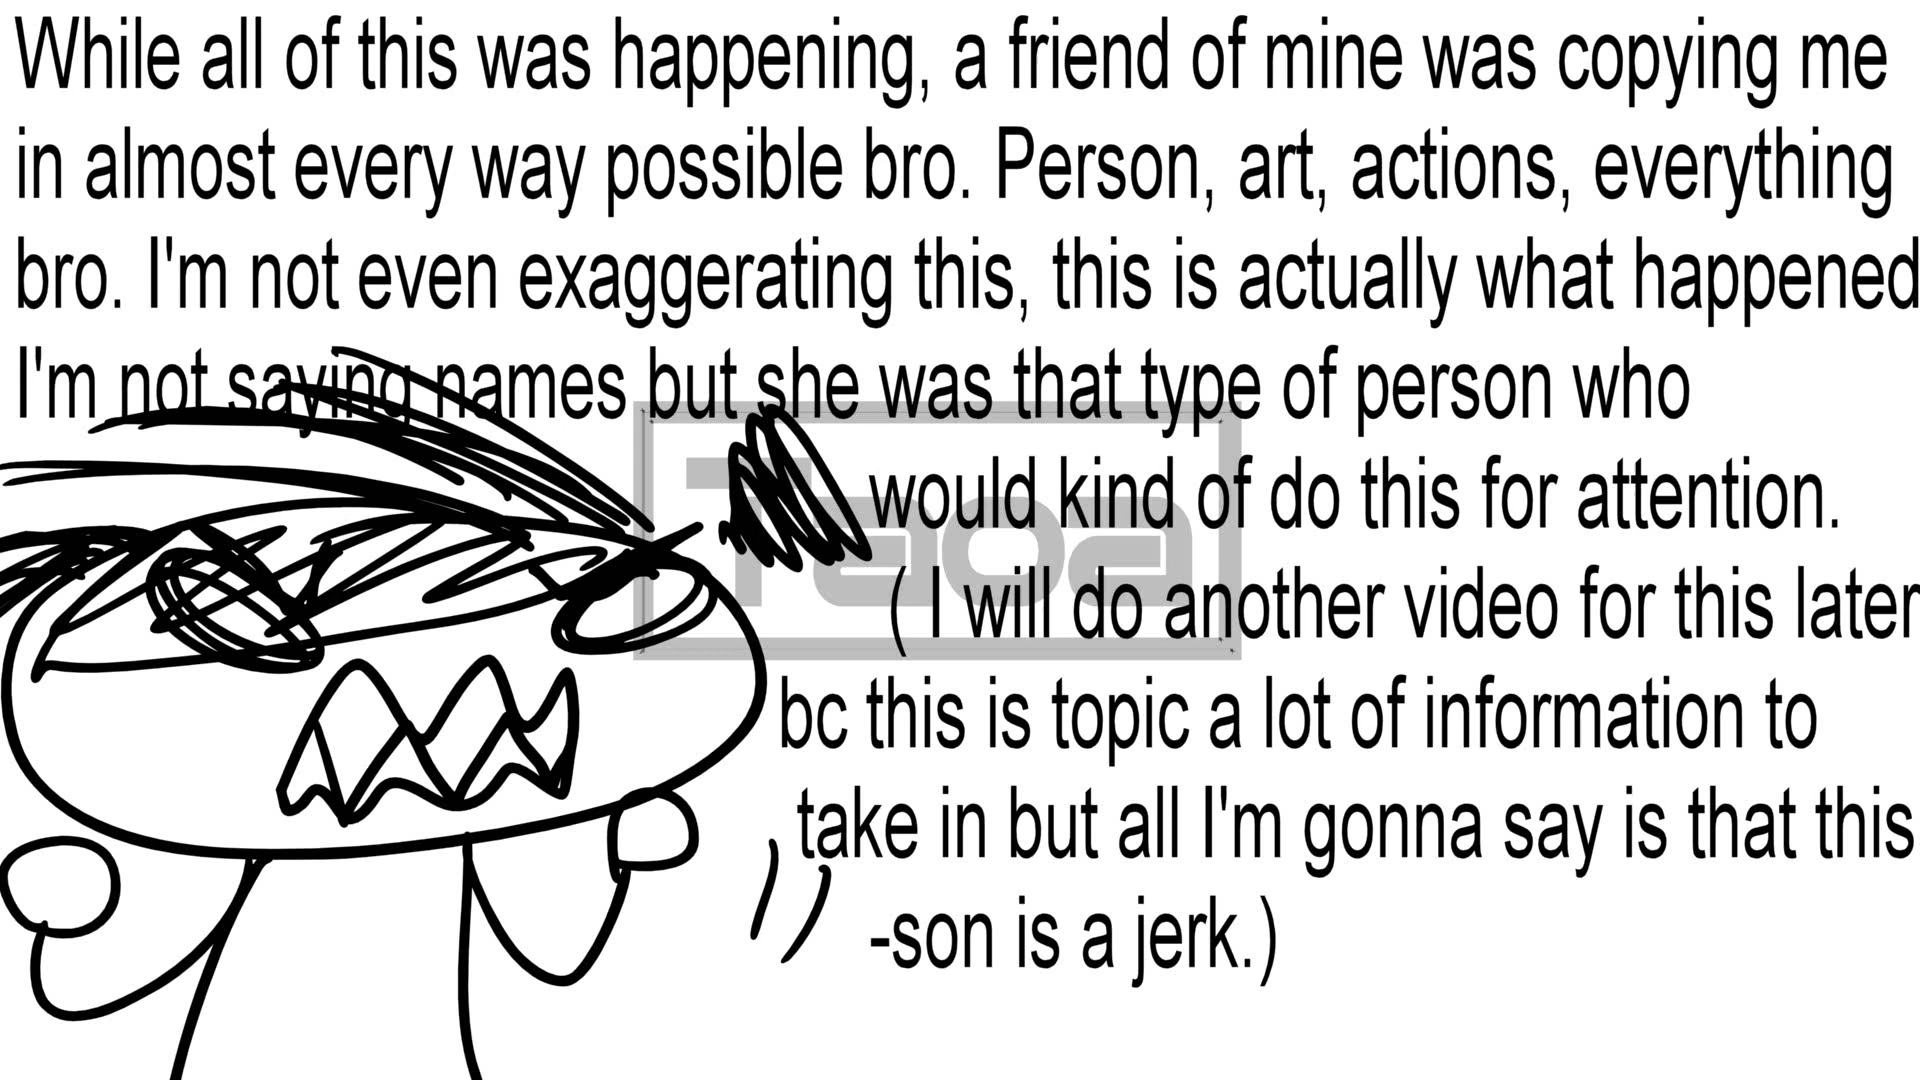 While all of this was happening, a friend of mine was copying me
in almost every way possible bro. Person, art, actions, everything
bro. I'm not even exaggerating this, this is actually what happened
I'm not saying names but she was that type of person who
would kind of do this for attention.
( I will do another video for this later
bc this is topic a lot of information to
take in but all I'm gonna say is that this
-son is a jerk.)
Taoa